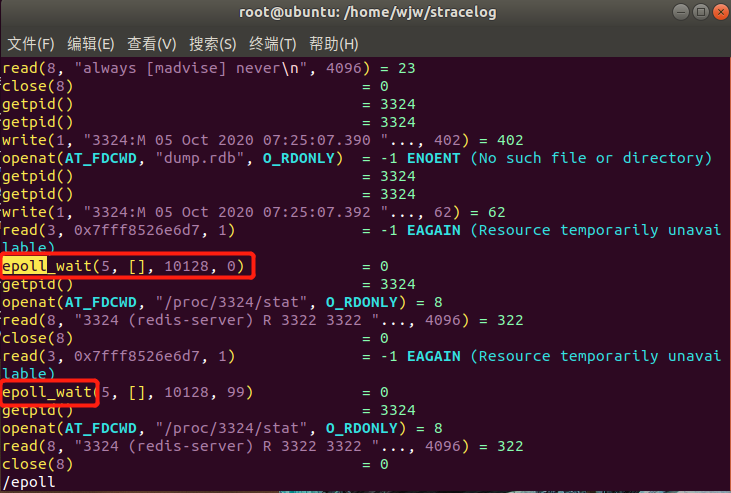 root@ubuntu: /home/wjw/stracelog
文件(F) 编辑(E) 查看(V) 搜索(S) 终端(T) 帮助(H)
read(8, "always [madvise] never\n", 4096) = 23
close(8) = 0
getpid() = 3324
getpid() = 3324
write(1, "3324:M 05 Oct 2020 07:25:07.390 "..., 402) = 402
openat(AT_FDCWD, "dump.rdb", O_RDONLY) = -1 ENOENT (No such file or directory)
getpid() = 3324
getpid() = 3324
write(1, "3324:M 05 Oct 2020 07:25:07.392 "..., 62) = 62
read(3, 0x7fff8526e6d7, 1) = -1 EAGAIN (Resource temporarily unavai
lable)
epoll_wait(5, [], 10128, 0) = 0
getpid() = 3324
openat(AT_FDCWD, "/proc/3324/stat", O_RDONLY) = 8
read(8, "3324 (redis-server) R 3322 3322 "..., 4096) = 322
close(8) = 0
read(3, 0x7fff8526e6d7, 1) = -1 EAGAIN (Resource temporarily unavai
lable)
epoll_wait(5, [], 10128, 99) = 0
getpid() = 3324
openat(AT_FDCWD, "/proc/3324/stat", O_RDONLY) = 8
read(8, "3324 (redis-server) R 3322 3322 "..., 4096) = 322
close(8) = 0
/epoll